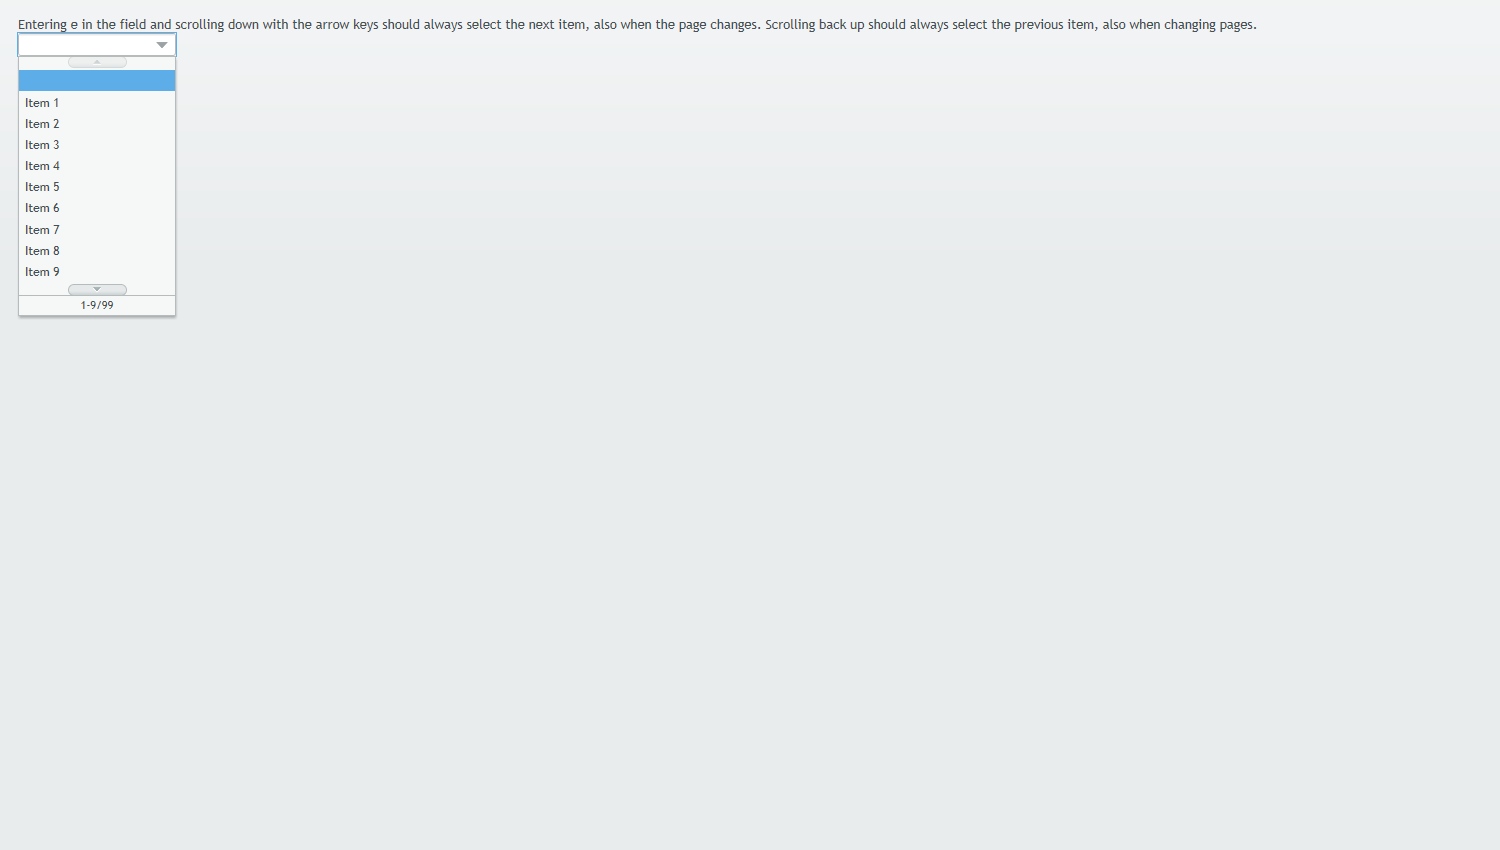 Entering e in the field and scrolling down with the arrow keys should always select the next item, also when the page changes. Scrolling back up should always select the previous item, also when changing pages.
Item 1
Item 2
Item 3
Item 4
Item 5
Item 6
Item 7
Item 8
Item 9
1-9/99